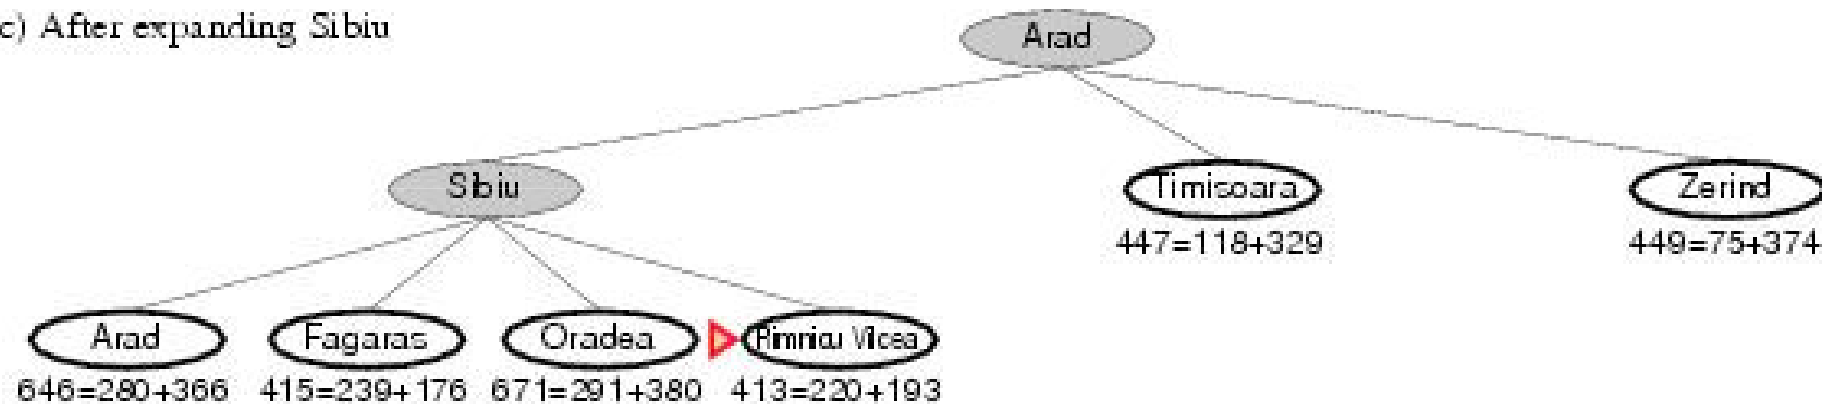 c) After expanding Sibiu
Arad
Sibiu
Timisoara
Zerind
447=118+329
449=75+374
Arad
Fagaras
Oradea
Rimnicu Vilcea
646=280+366
415=239+176
671=291+380
413=220+193